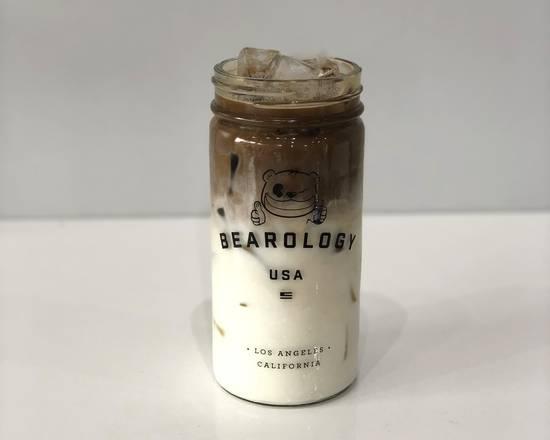 BEAROLOGY
USA
• LOS ANGELES •
CALIFORNIA